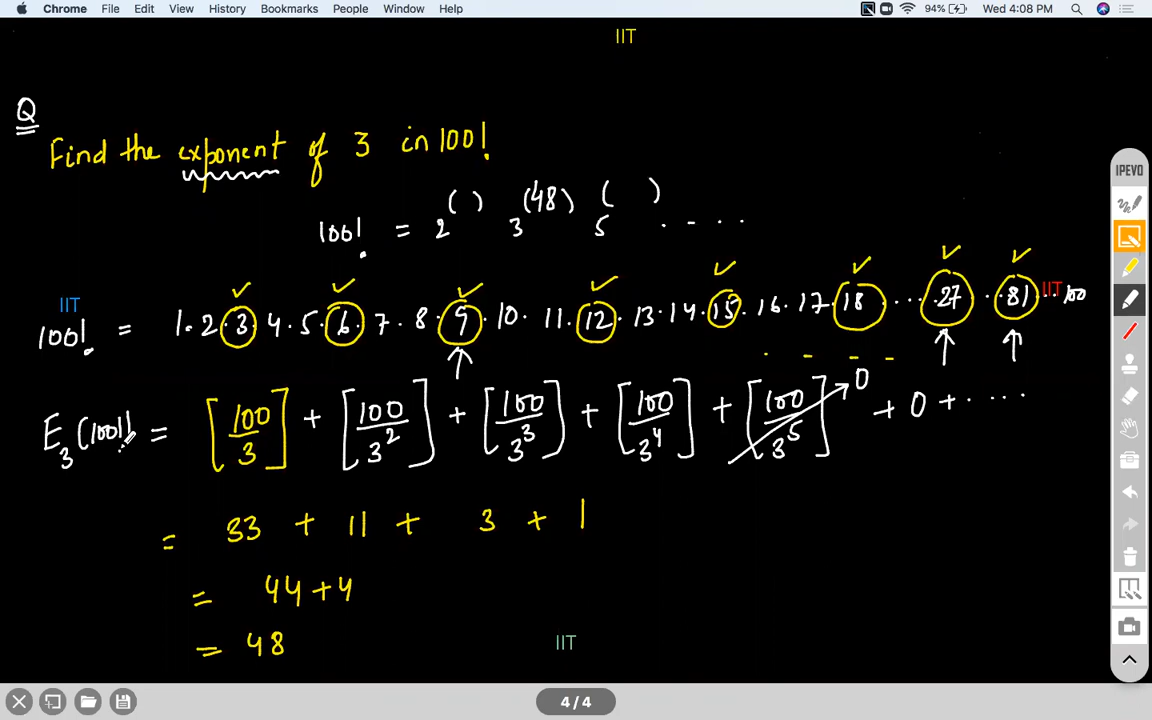 Chrome File Edit View History Bookmarks People Window Help 94% Wed 4:08 PM
IIT
Q
Find the exponent of 3 in 100!
100! = 2^( ) 3^(48) 5^( ) . - . .
IPEVO
IIT
100! = 1.2.3.4.5.6.7.8.9.10.11.12.13.14.15.16.17.18....27...81...100
IIT
E₃(100!) = [100/3] + [100/3²] + [100/3³] + [100/3⁴] + [100/3⁵] 0 + 0 + ....
= 33 + 11 + 3 + 1
= 44+4
= 48
IIT
4/4